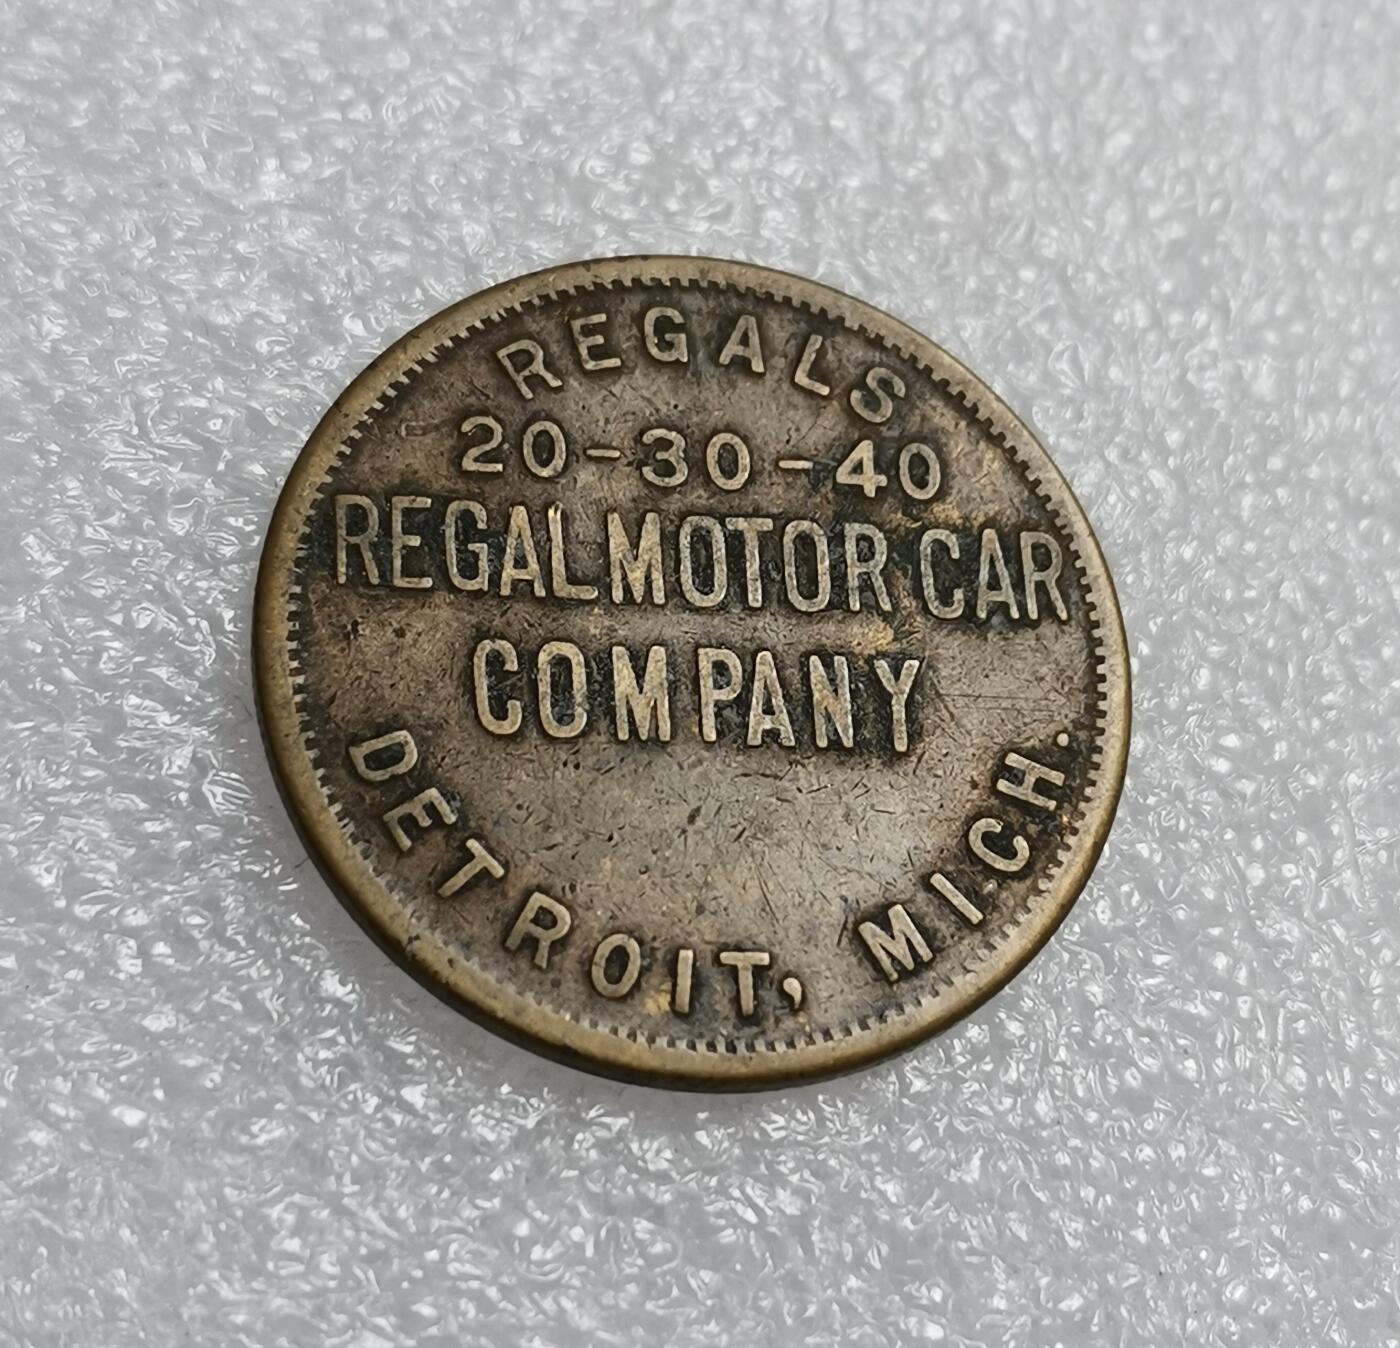 REGALS
20-30-40
REGAL MOTOR CAR
COMPANY
DETROIT, MICH.